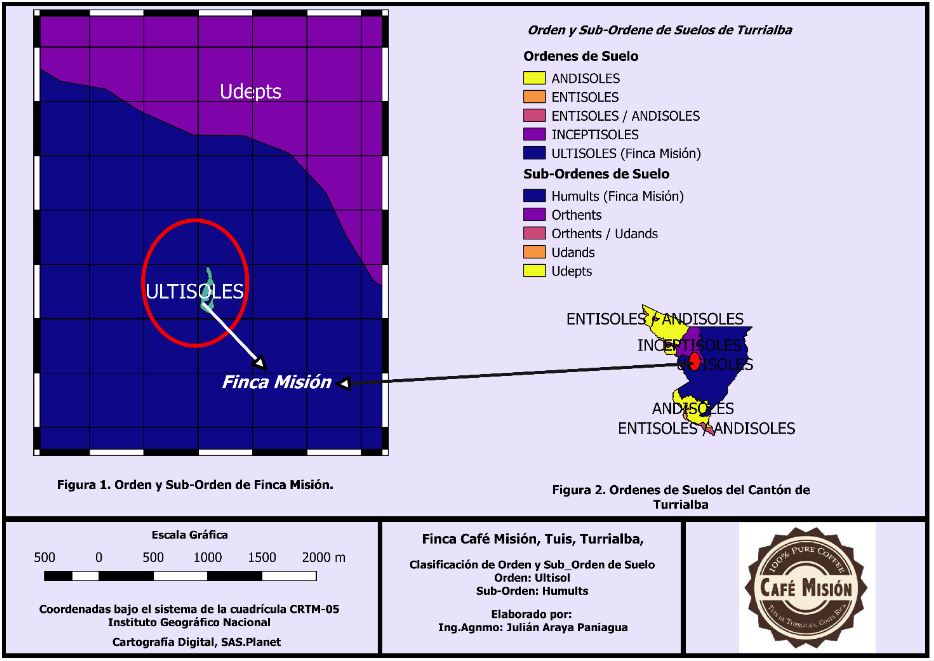 Udepts
ULTISOLES
Finca Misión
Figura 1. Orden y Sub-Orden de Finca Misión.
Orden y Sub-Ordene de Suelos de Turrialba
Ordenes de Suelo
ANDISOLES
ENTISOLES
ENTISOLES / ANDISOLES
INCEPTISOLES
ULTISOLES (Finca Misión)
Sub-Ordenes de Suelo
Humults (Finca Misión)
Orthents
Orthents / Udands
Udands
Udepts
ENTISOLES / ANDISOLES
INCEPTISOLES
ULTISOLES
ANDISOLES
ENTISOLES / ANDISOLES
Figura 2. Ordenes de Suelos del Cantón de
Turrialba
Escala Gráfica
500 0 500 1000 1500 2000 m
Coordenadas bajo el sistema de la cuadrícula CRTM-05
Instituto Geográfico Nacional
Cartografía Digital, SAS.Planet
Finca Café Misión, Tuis, Turrialba,
Clasificación de Orden y Sub_Orden de Suelo
Orden: Ultisol
Sub-Orden: Humults
Elaborado por:
Ing.Agnmo: Julián Araya Paniagua
100% PURE COFFEE
CAFÉ MISIÓN
TUIS DE TURRIALBA, COSTA RICA